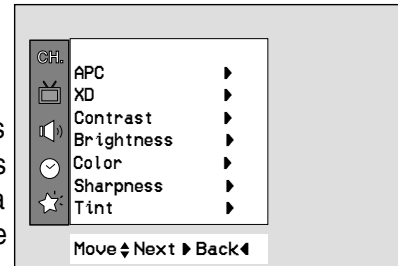 CH.
APC ▶
XD ▶
Contrast ▶
Brightness ▶
Color ▶
Sharpness ▶
Tint ▶
Move ▲▼ Next ▶ Back ◀
s
s
a
e